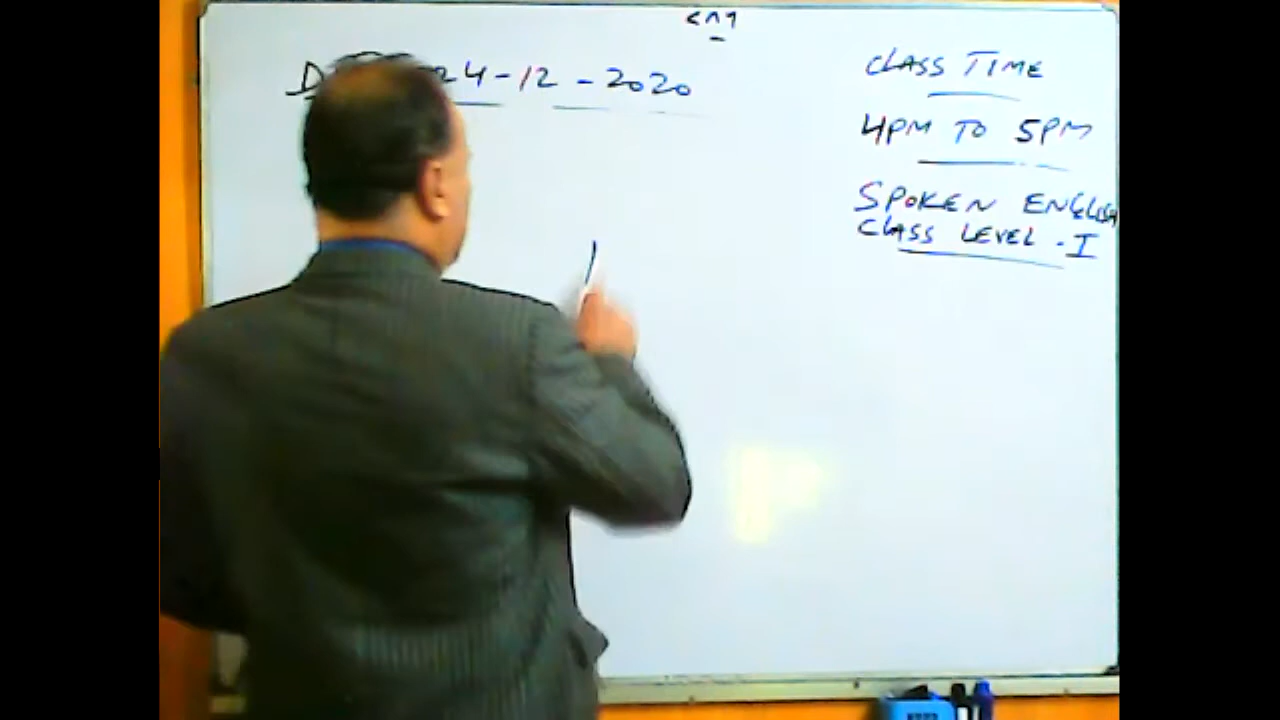 24-12-2020
CLASS TIME
4PM TO 5PM
SPOKEN ENGLISH
CLASS LEVEL - I